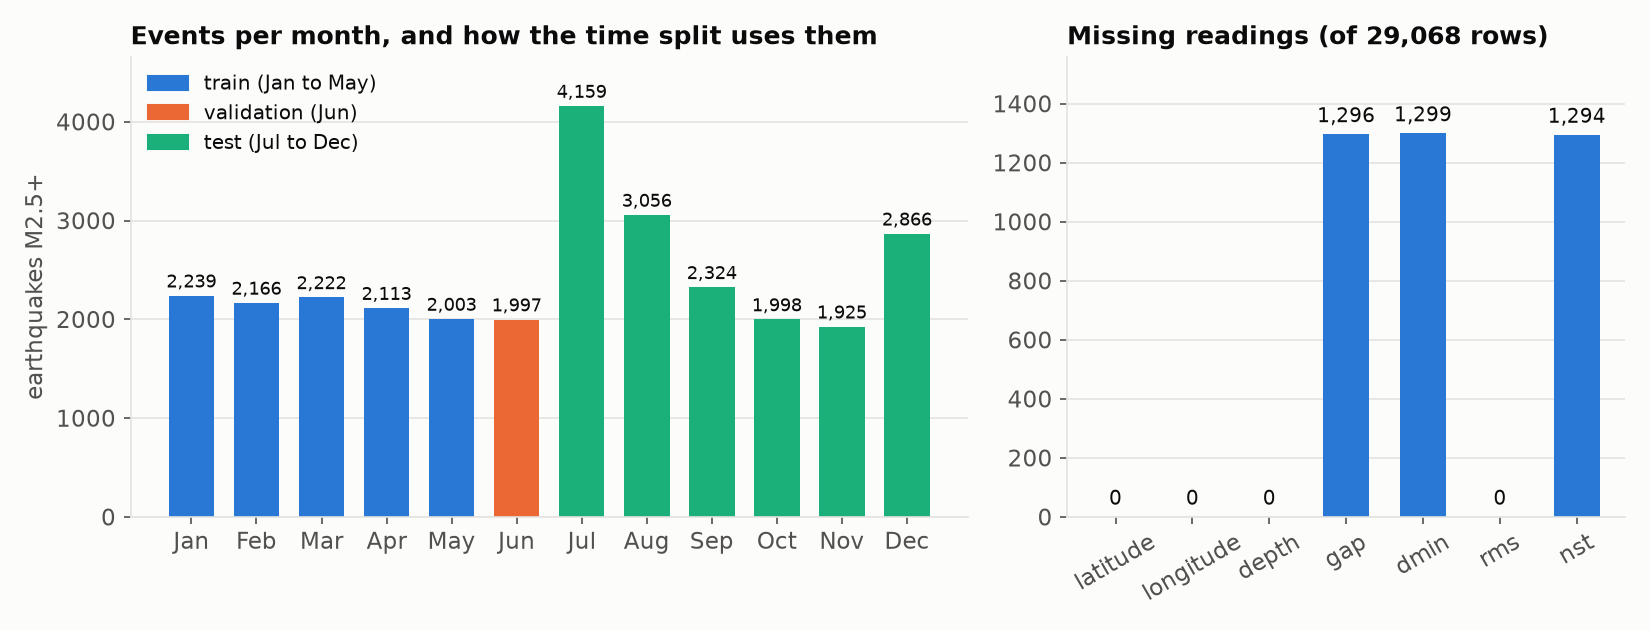 Events per month, and how the time split uses them
train (Jan to May)
validation (Jun)
test (Jul to Dec)
earthquakes M2.5+
4000
3000
2000
1000
0
2,239
2,166
2,222
2,113
2,003
1,997
4,159
3,056
2,324
1,998
1,925
2,866
Jan Feb Mar Apr May Jun Jul Aug Sep Oct Nov Dec
Missing readings (of 29,068 rows)
1400
1200
1000
800
600
400
200
0
0 0 0 1,296 1,299 0 1,294
latitude longitude depth gap dmin rms nst